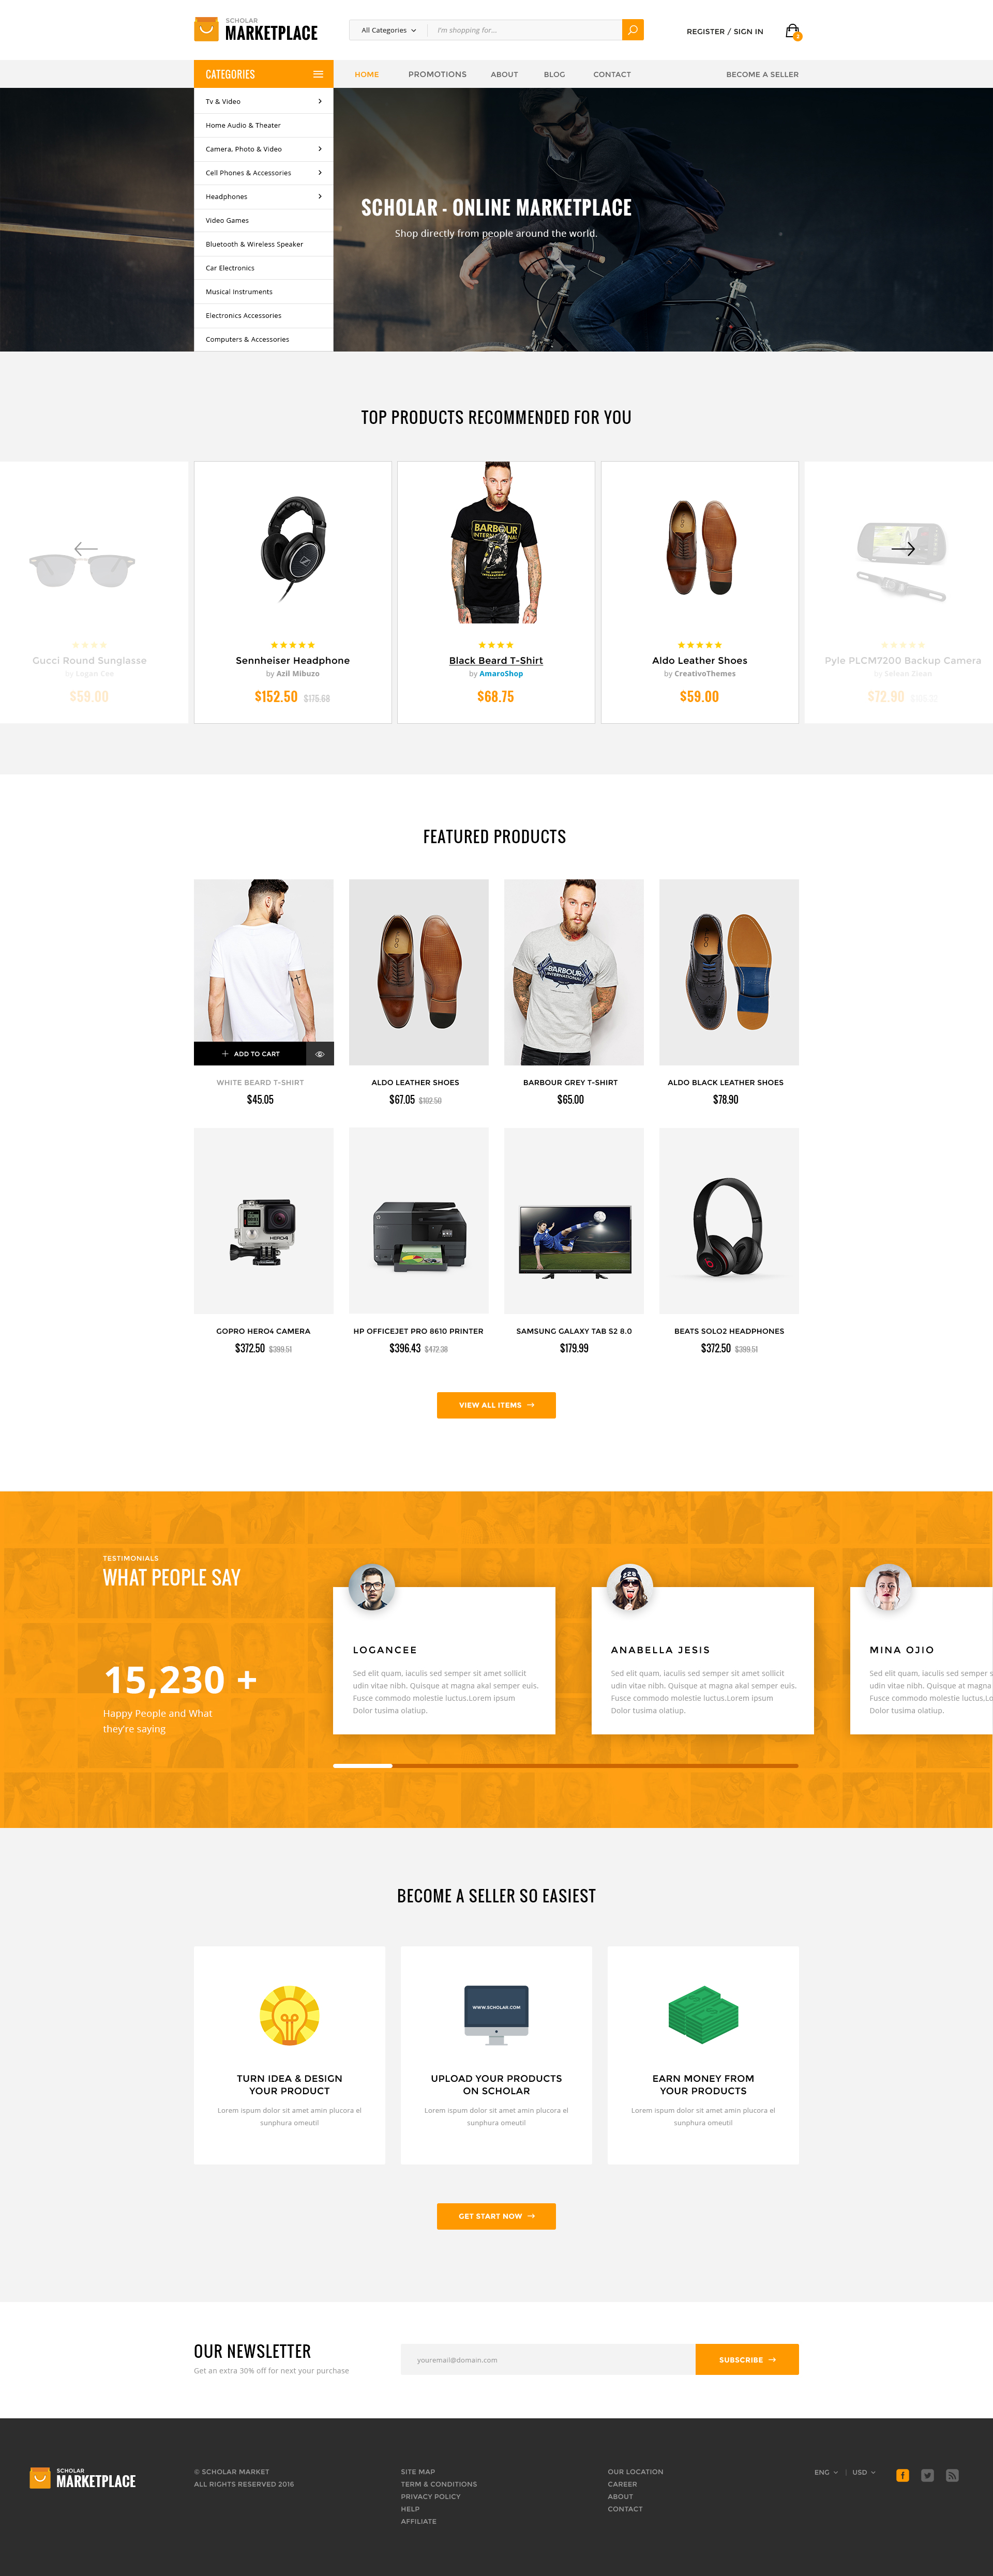 SCHOLAR
MARKETPLACE
All Categories
I'm shopping for...
REGISTER / SIGN IN
CATEGORIES
HOME
PROMOTIONS
ABOUT
BLOG
CONTACT
BECOME A SELLER
Tv & Video
Home Audio & Theater
Camera, Photo & Video
Cell Phones & Accessories
Headphones
Video Games
Bluetooth & Wireless Speaker
Car Electronics
Musical Instruments
Electronics Accessories
Computers & Accessories
SCHOLAR - ONLINE MARKETPLACE
Shop directly from people around the world.
TOP PRODUCTS RECOMMENDED FOR YOU
Gucci Round Sunglasse
by Logan Cee
$59.00
Sennheiser Headphone
by Azil Mibuzo
$152.50 $175.68
BARBOUR
INTERNATIONAL
Black Beard T-Shirt
by AmaroShop
$68.75
Aldo Leather Shoes
by CreativoThemes
$59.00
Pyle PLCM7200 Backup Camera
$72.90
FEATURED PRODUCTS
ADD TO CART
WHITE BEARD T-SHIRT
$45.05
ALDO LEATHER SHOES
$67.05 $102.50
BARBOUR
INTERNATIONAL
BARBOUR GREY T-SHIRT
$65.00
ALDO BLACK LEATHER SHOES
$78.90
HERO4
GOPRO HERO4 CAMERA
$372.50 $399.51
HP OFFICEJET PRO 8610 PRINTER
$396.43 $472.38
SAMSUNG GALAXY TAB S2 8.0
$179.99
BEATS SOLO2 HEADPHONES
$372.50 $399.51
VIEW ALL ITEMS
TESTIMONIALS
WHAT PEOPLE SAY
15,230 +
Happy People and What
they're saying
LOGANCEE
Sed elit quam, iaculis sed semper sit amet sollicit
udin vitae nibh. Quisque at magna akal semper euis.
Fusce commodo molestie luctus.Lorem ipsum
Dolor tusima olatiup.
ANABELLA JESIS
Sed elit quam, iaculis sed semper sit amet sollicit
udin vitae nibh. Quisque at magna akal semper euis.
Fusce commodo molestie luctus.Lorem ipsum
Dolor tusima olatiup.
MINA OJIO
Sed elit quam, iaculis sed semper s
udin vitae nibh. Quisque at magna
Fusce commodo molestie luctus.Lo
Dolor tusima olatiup.
BECOME A SELLER SO EASIEST
TURN IDEA & DESIGN
YOUR PRODUCT
Lorem ispum dolor sit amet amin plucora el
sunphura omeutil
WWW.SCHOLAR.COM
UPLOAD YOUR PRODUCTS
ON SCHOLAR
Lorem ispum dolor sit amet amin plucora el
sunphura omeutil
EARN MONEY FROM
YOUR PRODUCTS
Lorem ispum dolor sit amet amin plucora el
sunphura omeutil
GET START NOW
OUR NEWSLETTER
Get an extra 30% off for next your purchase
youremail@domain.com
SUBSCRIBE
SCHOLAR
MARKETPLACE
© SCHOLAR MARKET
ALL RIGHTS RESERVED 2016
SITE MAP
TERM & CONDITIONS
PRIVACY POLICY
HELP
AFFILIATE
OUR LOCATION
CAREER
ABOUT
CONTACT
ENG
USD